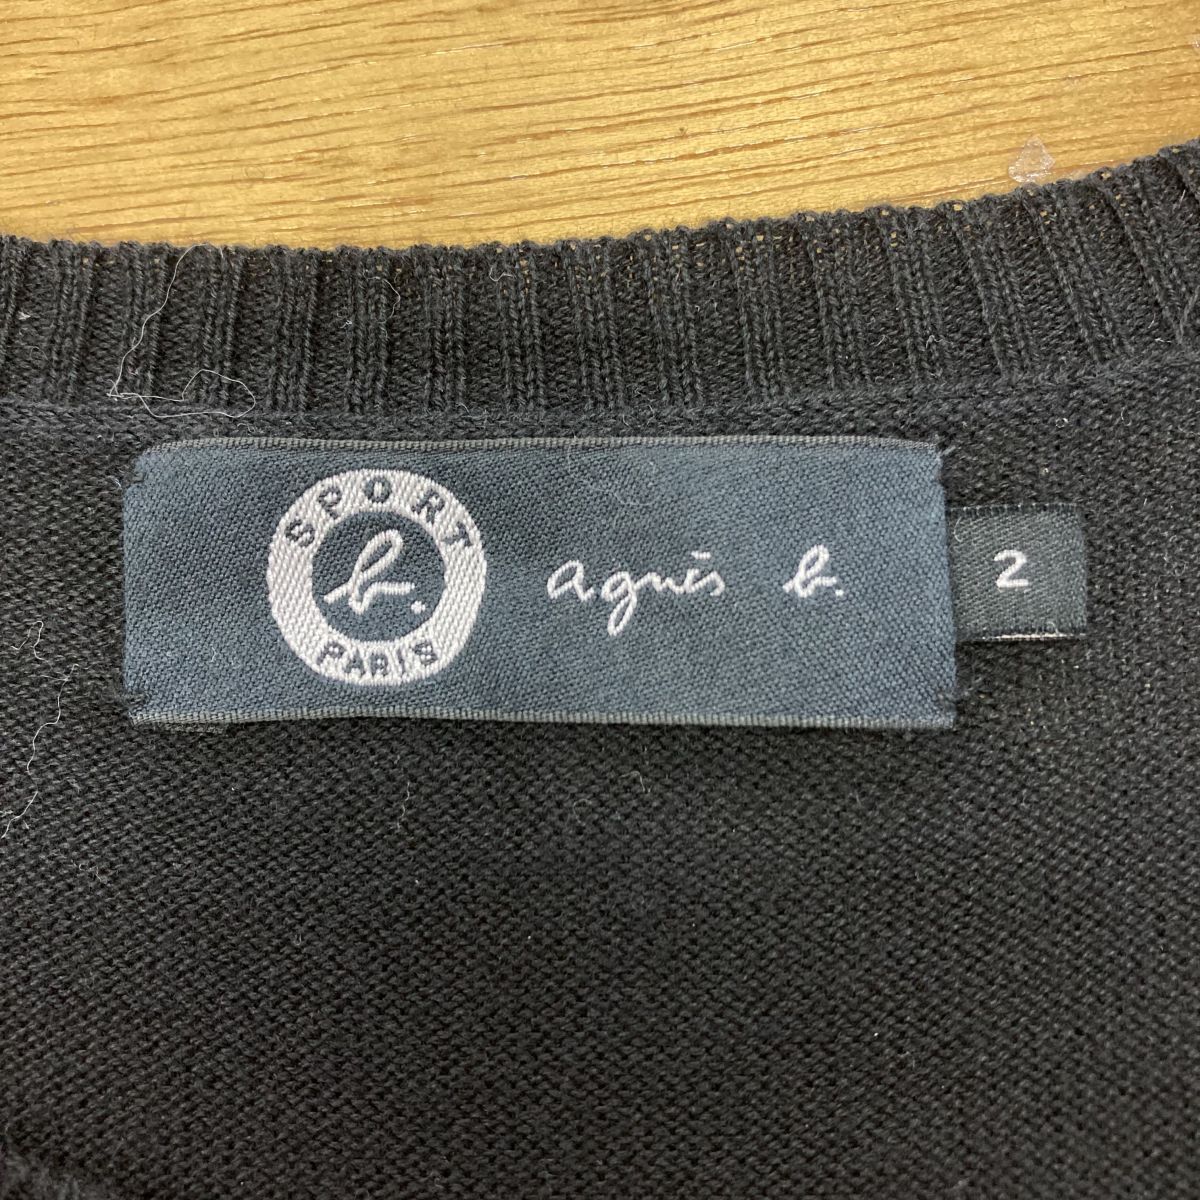 SPORT
b.
PARIS
agnès b.
2